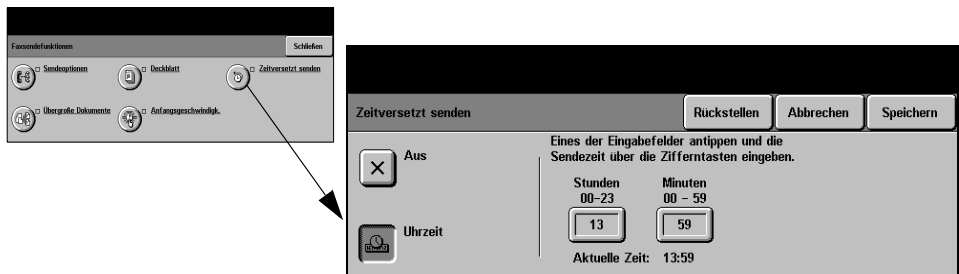 Faxsendefunktionen
Schließen
Sendeoptionen
Deckblatt
Zeitversetzt senden
Übergroße Dokumente
Anfangsgeschwindigk.
Zeitversetzt senden
Rückstellen
Abbrechen
Speichern
Aus
Eines der Eingabefelder antippen und die
Sendezeit über die Zifferntasten eingeben.
Stunden Minuten
00-23 00 - 59
13 59
Uhrzeit
Aktuelle Zeit: 13:59